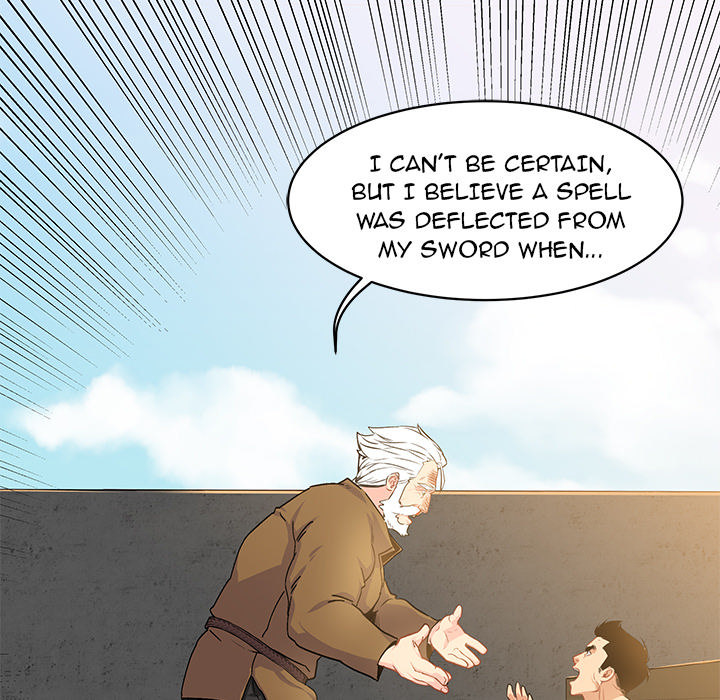 I CAN'T BE CERTAIN,
BUT I BELIEVE A SPELL
WAS DEFLECTED FROM
MY SWORD WHEN...